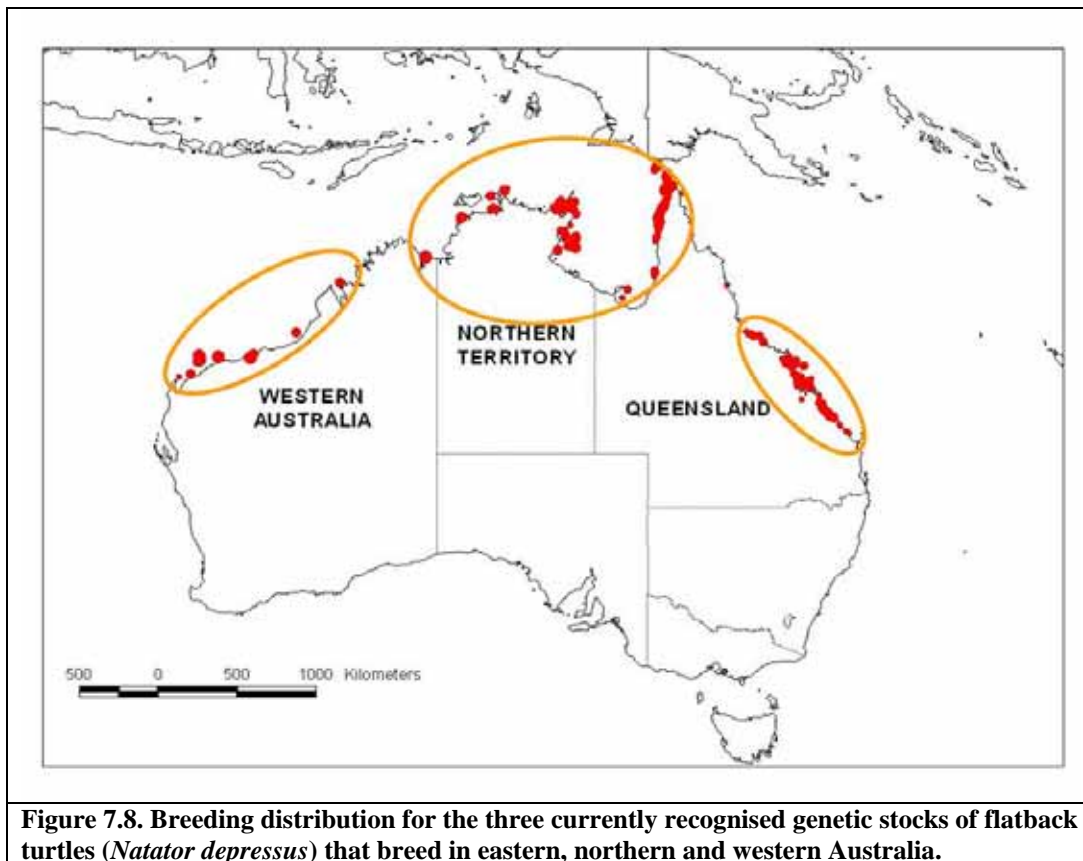 NORTHERN
TERRITORY
WESTERN
AUSTRALIA
QUEENSLAND
500 0 500 1000 Kilometers
Figure 7.8. Breeding distribution for the three currently recognised genetic stocks of flatback
turtles (Natator depressus) that breed in eastern, northern and western Australia.